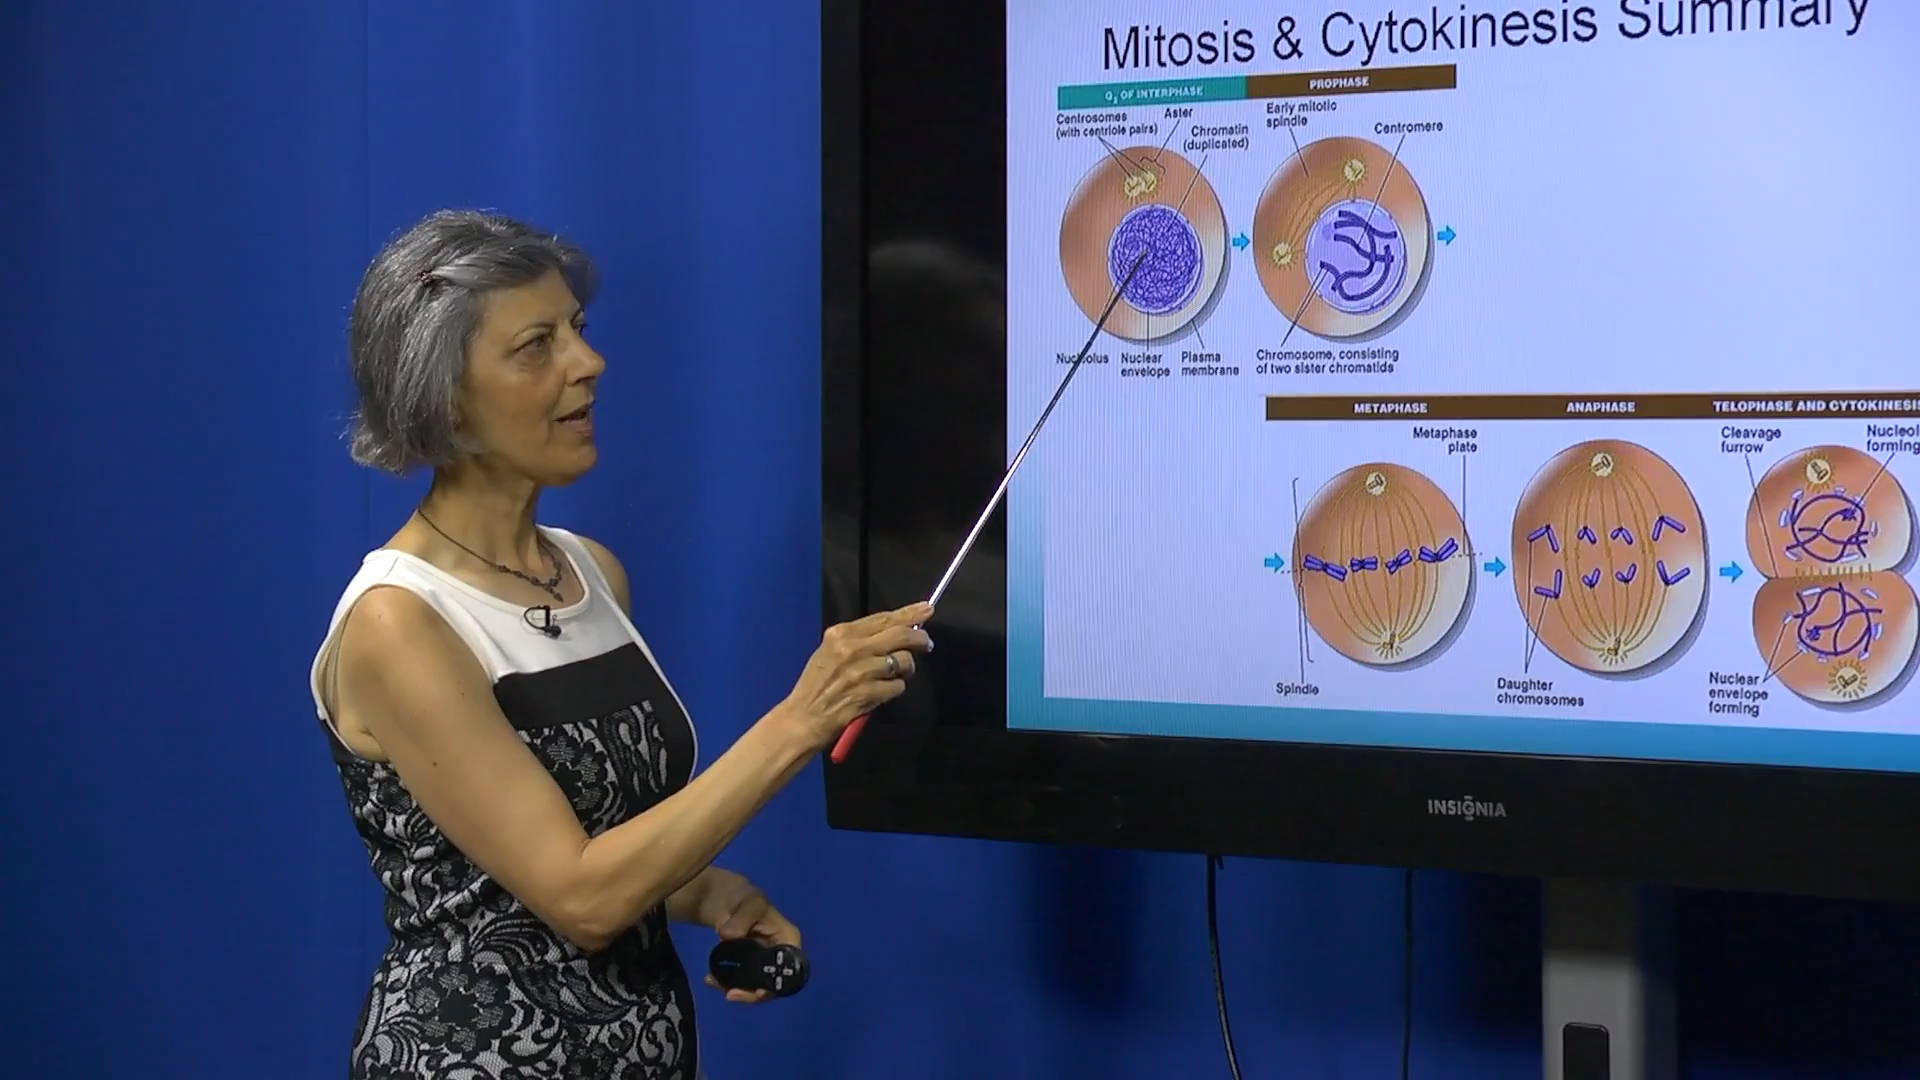 Mitosis & Cytokinesis Summary
G2 OF INTERPHASE
PROPHASE
Centrosomes
(with centriole pairs)
Aster
Chromatin
(duplicated)
Early mitotic
spindle
Centromere
Nucleolus
Nuclear
envelope
Plasma
membrane
Chromosome, consisting
of two sister chromatids
METAPHASE
ANAPHASE
TELOPHASE AND CYTOKINESIS
Metaphase
plate
Cleavage
furrow
Nucleoli
forming
Spindle
Daughter
chromosomes
Nuclear
envelope
forming
INSIGNIA